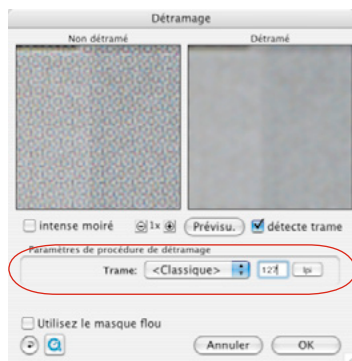 Détramage
Non détramé Détramé
intense moiré 1x Prévisu. détecte trame
Paramètres de procédure de détramage
Trame: <Classique> 127 lpi
Utilisez le masque flou
Annuler OK